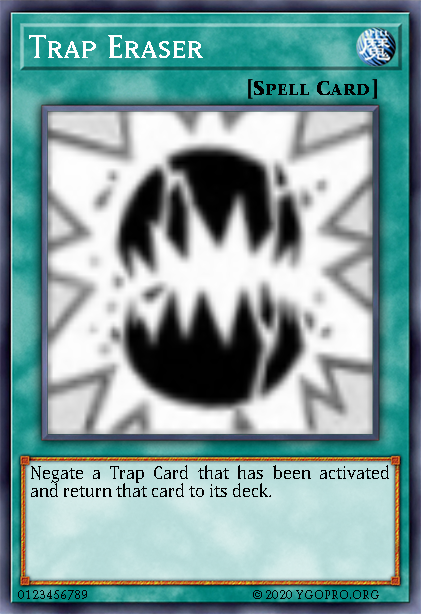 Trap Eraser
魔
[Spell Card]
Negate a Trap Card that has been activated
and return that card to its deck.
0123456789
© 2020 YGOPRO.ORG